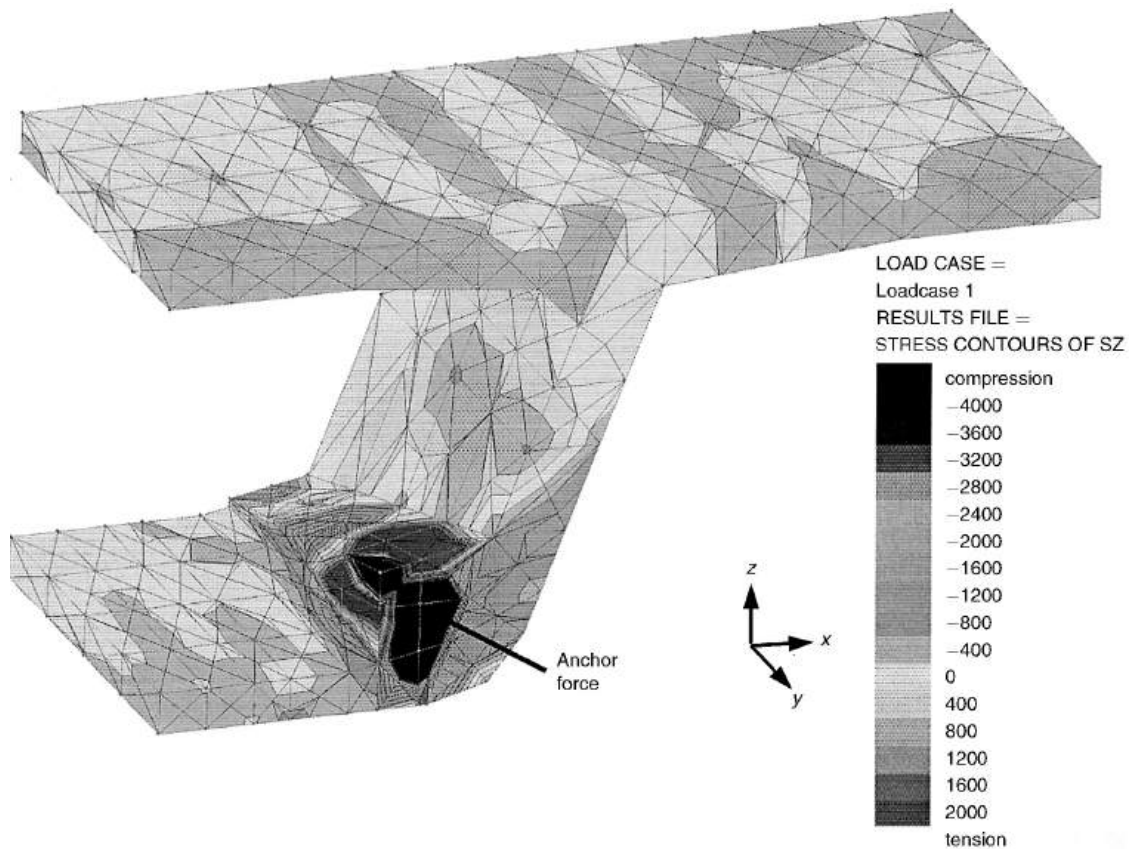 LOAD CASE =
Loadcase 1
RESULTS FILE =
STRESS CONTOURS OF SZ
compression
–4000
–3600
–3200
–2800
–2400
–2000
–1600
–1200
–800
–400
0
400
800
1200
1600
2000
tension
z
x
y
Anchor
force